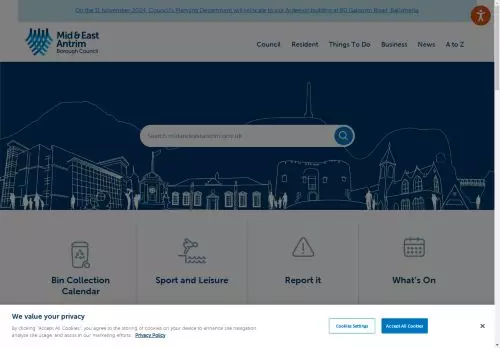 On the 11 November 2024, Council's Planning Department will relocate to our Ardeevin building at 80 Galgorm Road, Ballymena.
Mid & East
Antrim
Borough Council
Council Resident Things To Do Business News A to Z
Search midandeastantrim.gov.uk
Bin Collection
Calendar
Sport and Leisure
Report it
What's On
We value your privacy
By clicking "Accept All Cookies", you agree to the storing of cookies on your device to enhance site navigation,
analyze site usage, and assist in our marketing efforts. Privacy Policy
Cookies Settings
Accept All Cookies